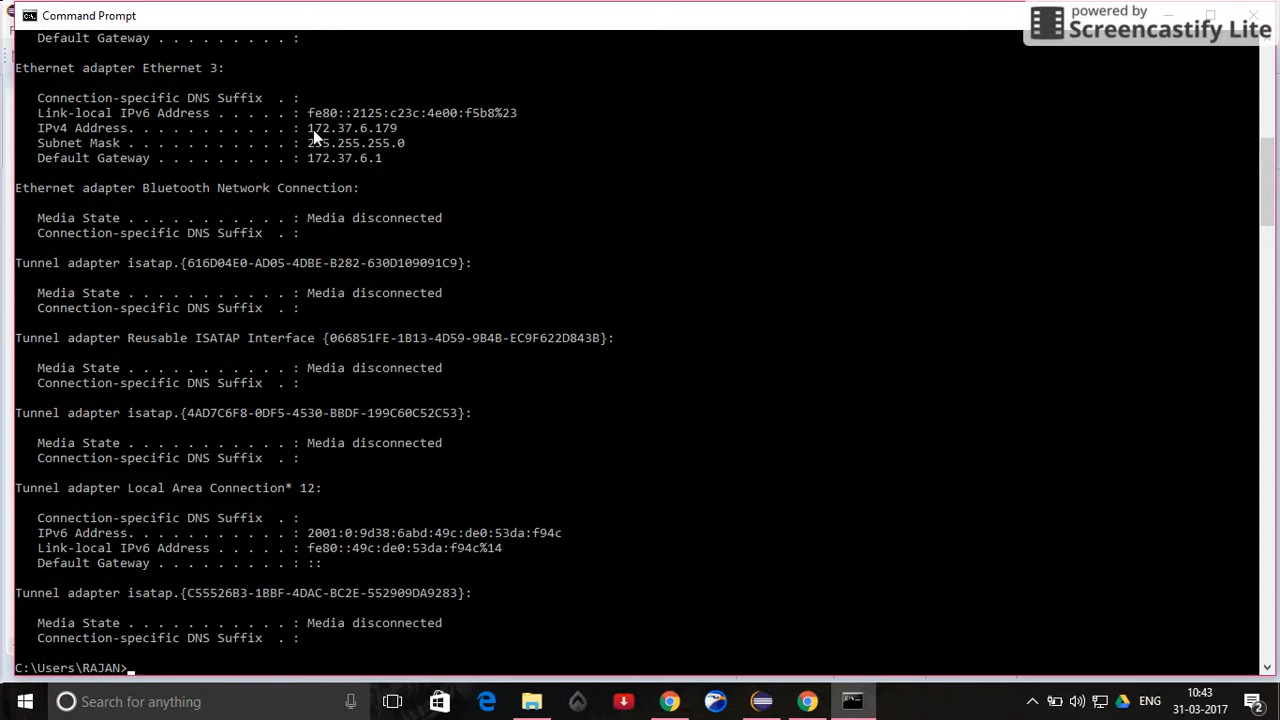 Command Prompt
powered by
Screencastify Lite
Default Gateway . . . . . . . . . :
Ethernet adapter Ethernet 3:
Connection-specific DNS Suffix  . :
Link-local IPv6 Address . . . . . : fe80::2125:c23c:4e00:f5b8%23
IPv4 Address. . . . . . . . . . . : 172.37.6.179
Subnet Mask . . . . . . . . . . . : 255.255.255.0
Default Gateway . . . . . . . . . : 172.37.6.1
Ethernet adapter Bluetooth Network Connection:
Media State . . . . . . . . . . . : Media disconnected
Connection-specific DNS Suffix  . :
Tunnel adapter isatap.{616D04E0-AD05-4DBE-B282-630D109091C9}:
Media State . . . . . . . . . . . : Media disconnected
Connection-specific DNS Suffix  . :
Tunnel adapter Reusable ISATAP Interface {066851FE-1B13-4D59-9B4B-EC9F622D843B}:
Media State . . . . . . . . . . . : Media disconnected
Connection-specific DNS Suffix  . :
Tunnel adapter isatap.{4AD7C6F8-0DF5-4530-BBDF-199C60C52C53}:
Media State . . . . . . . . . . . : Media disconnected
Connection-specific DNS Suffix  . :
Tunnel adapter Local Area Connection* 12:
Connection-specific DNS Suffix  . :
IPv6 Address. . . . . . . . . . . : 2001:0:9d38:6abd:49c:de0:53da:f94c
Link-local IPv6 Address . . . . . : fe80::49c:de0:53da:f94c%14
Default Gateway . . . . . . . . . : ::
Tunnel adapter isatap.{C55526B3-1BBF-4DAC-BC2E-552909DA9283}:
Media State . . . . . . . . . . . : Media disconnected
Connection-specific DNS Suffix  . :
C:\Users\RAJAN>
Search for anything
ENG
10:43
31-03-2017
2